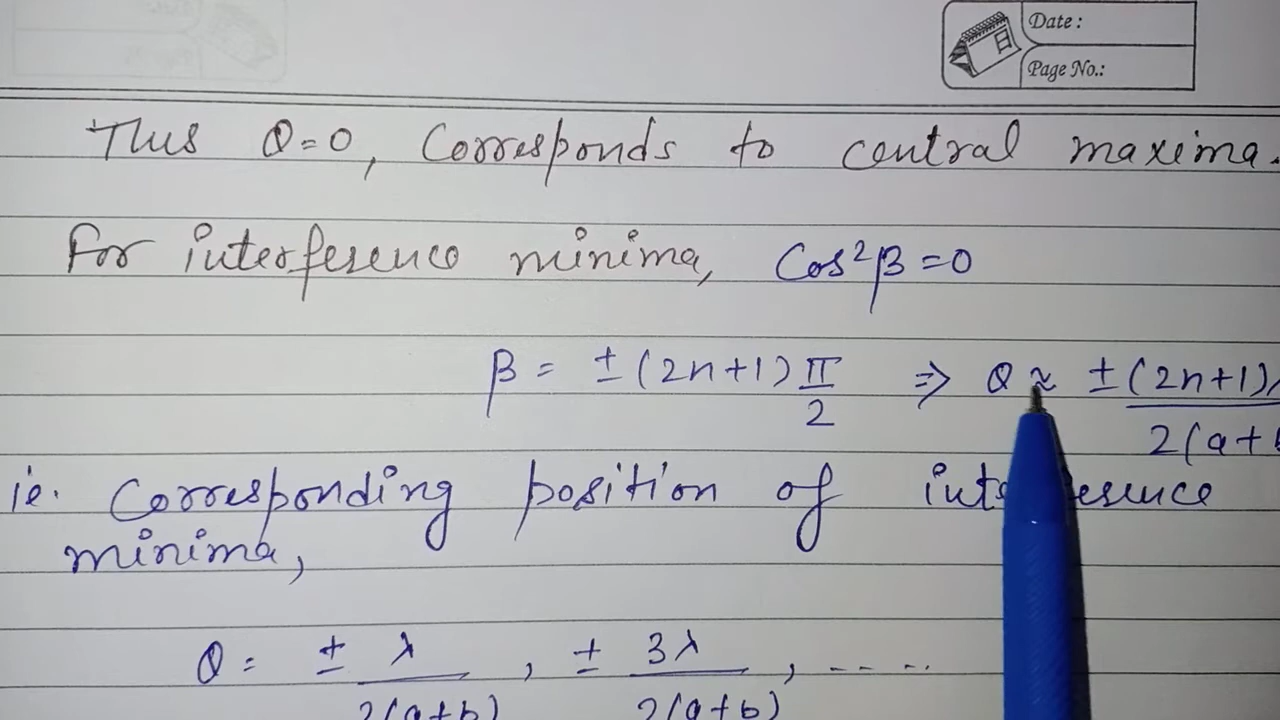 Date :
Page No.:
Thus θ=0, Corresponds to central maxima.
For interference minima, Cos²β=0
β = ±(2n+1)π/2 ⇒ θ ≈ ±(2n+1)λ/2(a+
ie. Corresponding position of interference
minima,
θ = ± λ/2(a+b) , ± 3λ/2(a+b) , -----